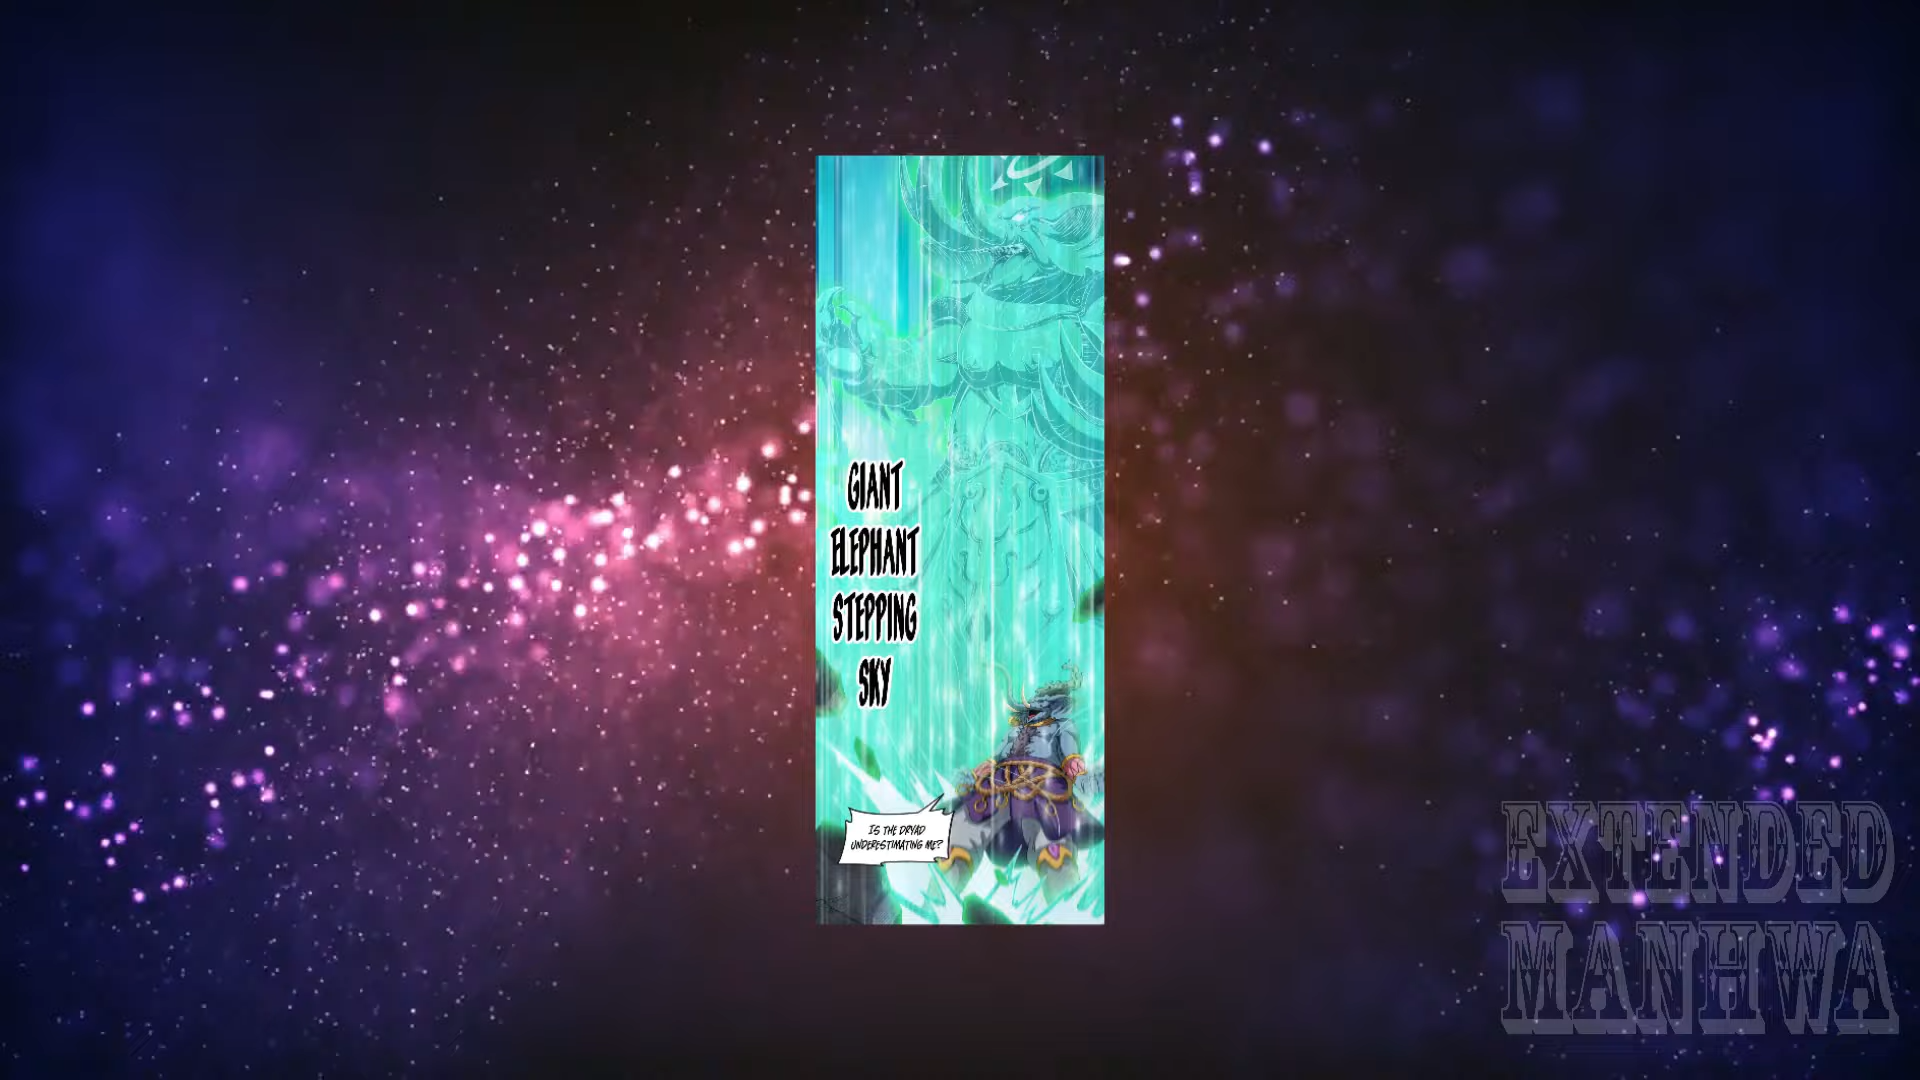 GIANT
ELEPHANT
STEPPING
SKY
IS THE DRYAD
UNDERESTIMATING ME?
EXTENDED
MANHWA